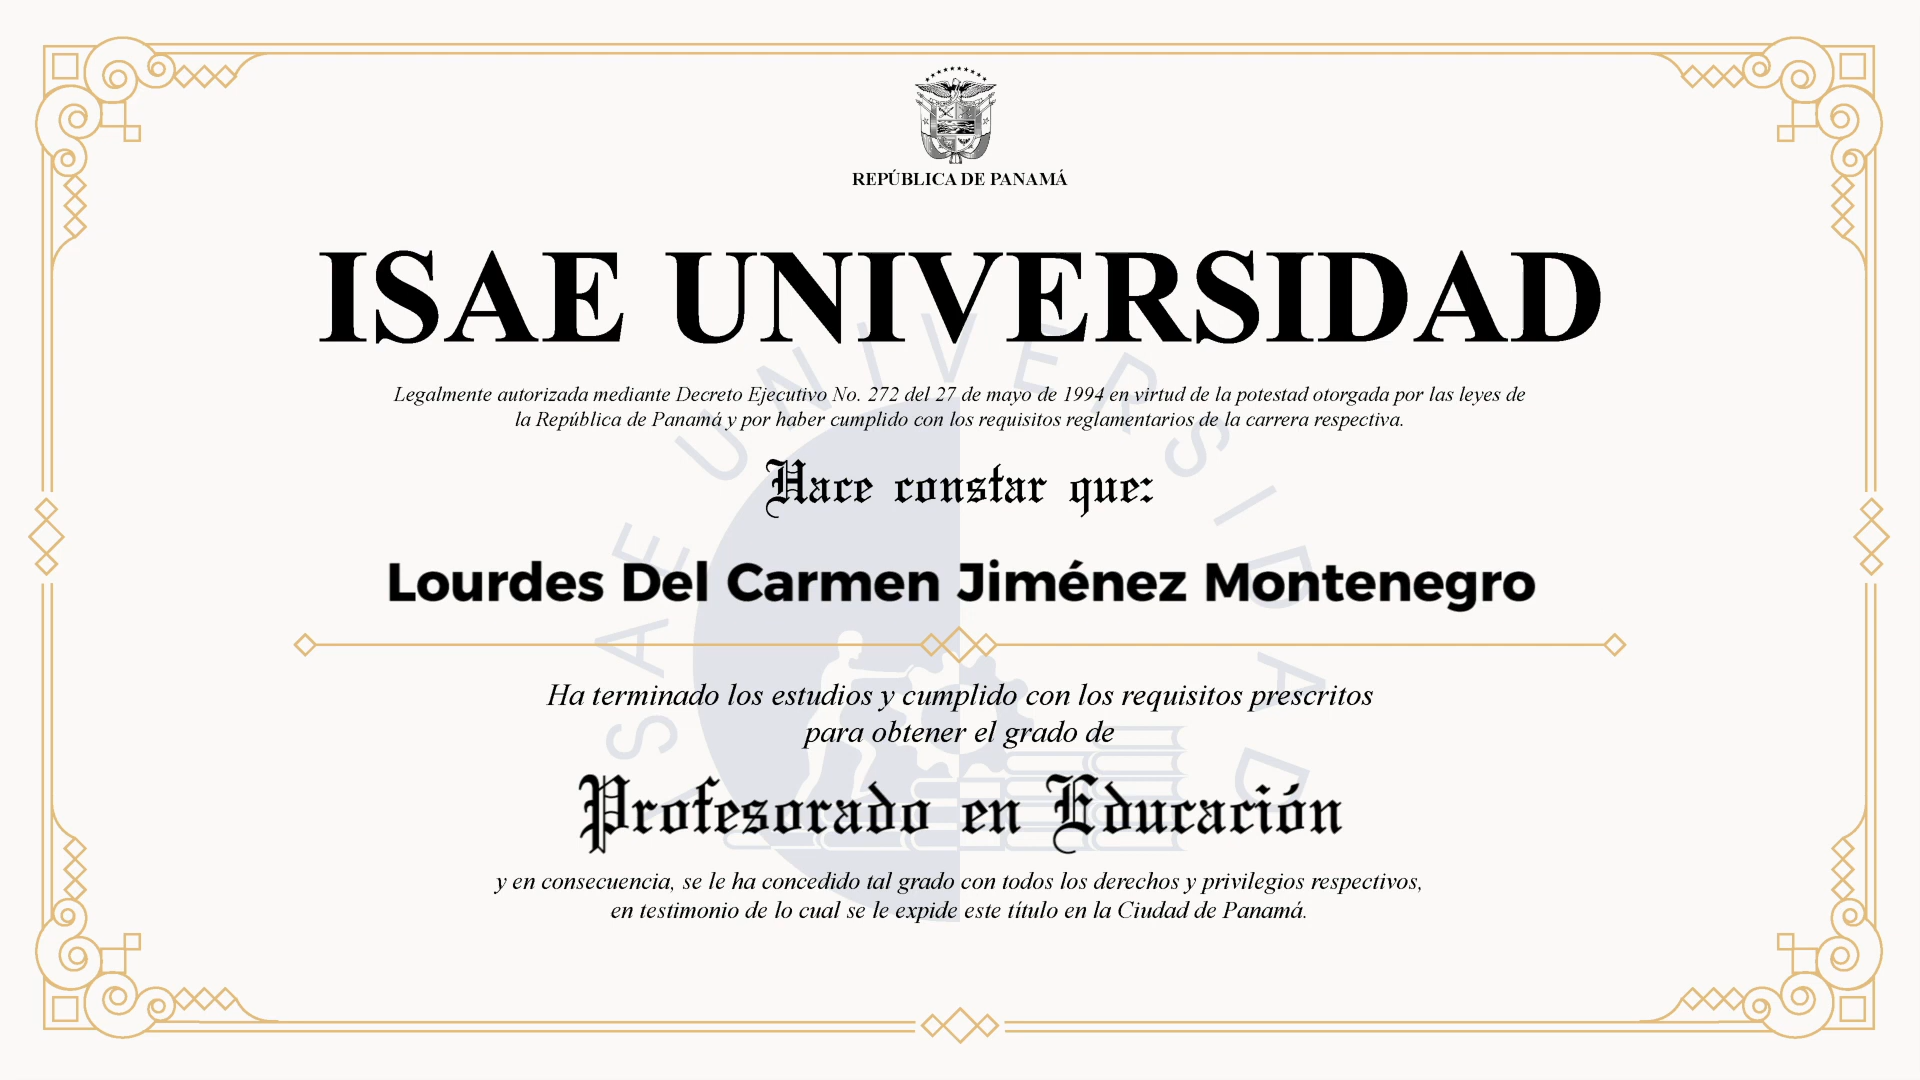 REPÚBLICA DE PANAMÁ
ISAE UNIVERSIDAD
Legalmente autorizada mediante Decreto Ejecutivo No. 272 del 27 de mayo de 1994 en virtud de la potestad otorgada por las leyes de
la República de Panamá y por haber cumplido con los requisitos reglamentarios de la carrera respectiva.
Hace constar que:
Lourdes Del Carmen Jiménez Montenegro
Ha terminado los estudios y cumplido con los requisitos prescritos
para obtener el grado de
Profesorado en Educación
y en consecuencia, se le ha concedido tal grado con todos los derechos y privilegios respectivos,
en testimonio de lo cual se le expide este título en la Ciudad de Panamá.
ISAE UNIVERSIDAD